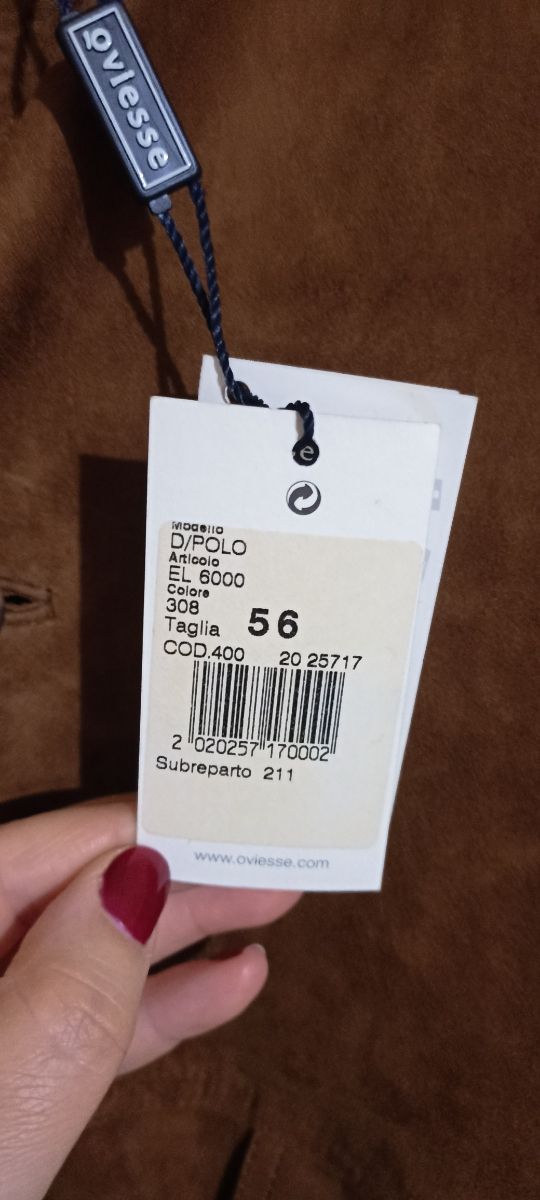 oviesse
e
Modello
D/POLO
Articolo
EL 6000
Colore
308
Taglia 56
COD.400 20 25717
2 020257 170002
Subreparto 211
www.oviesse.com